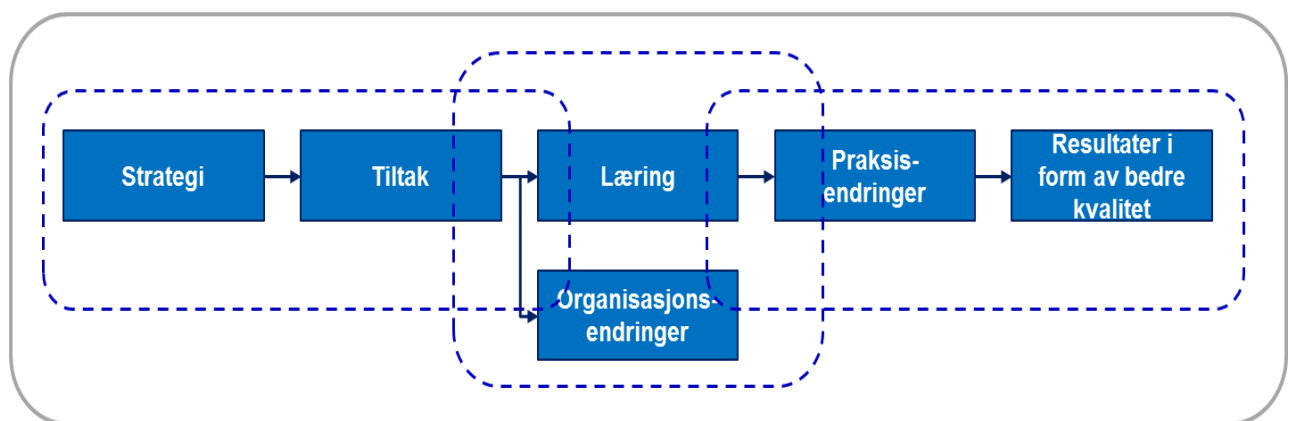 Strategi
Tiltak
Læring
Praksis-
endringer
Resultater i
form av bedre
kvalitet
Organisasjons-
endringer